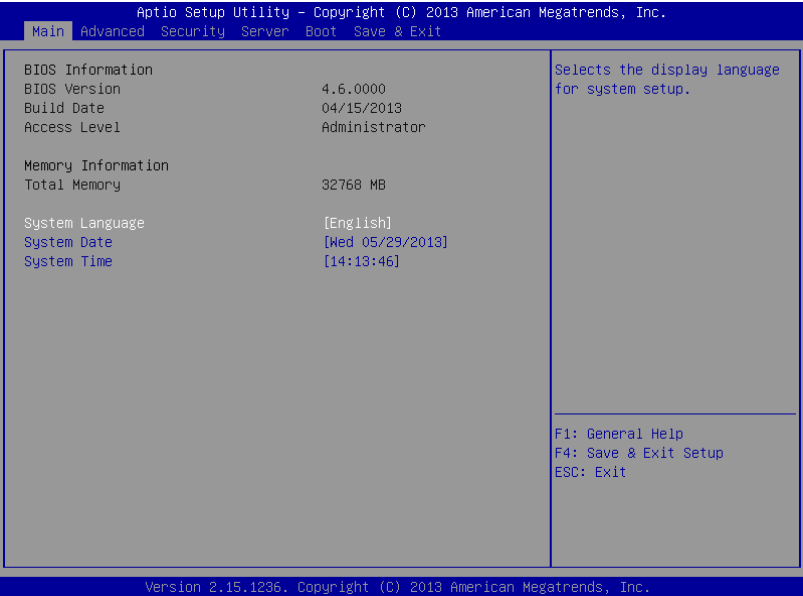 Aptio Setup Utility – Copyright (C) 2013 American Megatrends, Inc.
Main Advanced Security Server Boot Save & Exit
BIOS Information
BIOS Version 4.6.0000
Build Date 04/15/2013
Access Level Administrator
Memory Information
Total Memory 32768 MB
System Language [English]
System Date [Wed 05/29/2013]
System Time [14:13:46]
Selects the display language
for system setup.
F1: General Help
F4: Save & Exit Setup
ESC: Exit
Version 2.15.1236. Copyright (C) 2013 American Megatrends, Inc.